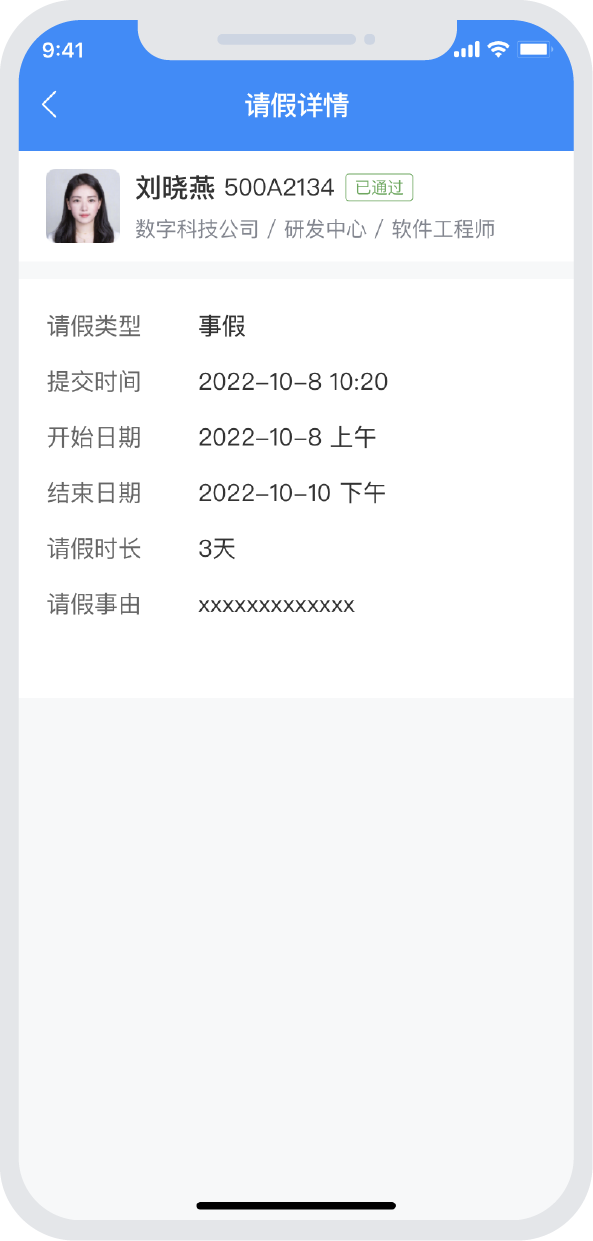 9:41
请假详情
刘晓燕 500A2134 已通过
数字科技公司 / 研发中心 / 软件工程师
请假类型 事假
提交时间 2022-10-8 10:20
开始日期 2022-10-8 上午
结束日期 2022-10-10 下午
请假时长 3天
请假事由 xxxxxxxxxxxxx